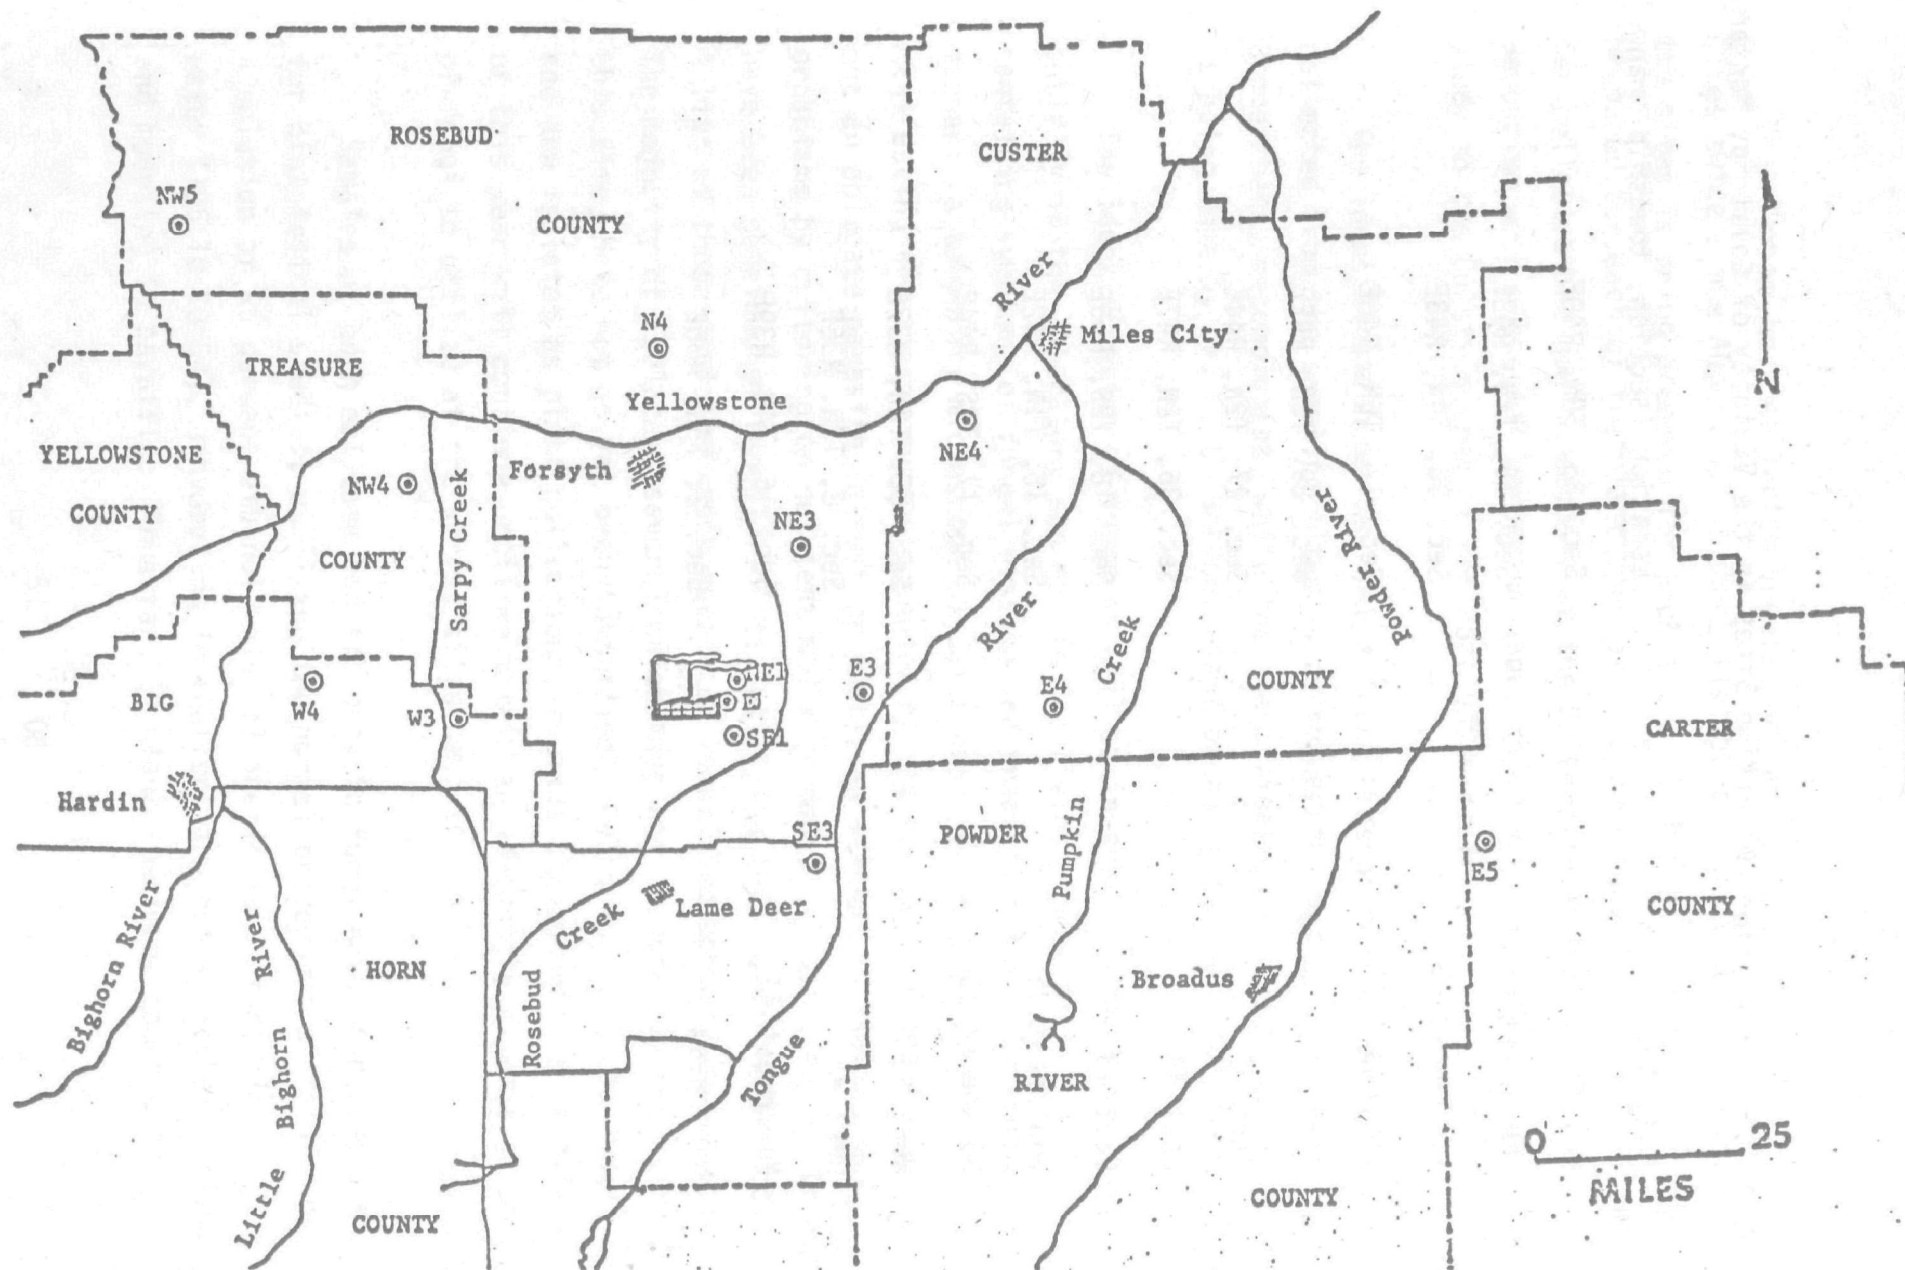 ROSEBUD
COUNTY
CUSTER
NW5
N4
River
Miles City
TREASURE
Yellowstone
YELLOWSTONE
COUNTY
NW4
Forsyth
NE4
NE3
COUNTY
Sarpy Creek
Powder River
River
Creek
N
BIG
W4
W3
NE1
SE1
E3
E4
COUNTY
CARTER
Hardin
SE3
POWDER
Pumpkin
E5
COUNTY
Lame Deer
Creek
Rosebud
Bighorn River
River
Bighorn
Little
HORN
Broadus
Tongue
RIVER
COUNTY
COUNTY
0 25
MILES